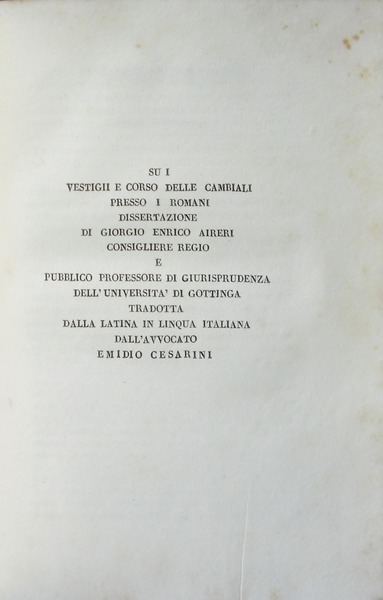 SU I
VESTIGII E CORSO DELLE CAMBIALI
PRESSO I ROMANI
DISSERTAZIONE
DI GIORGIO ENRICO AIRERI
CONSIGLIERE REGIO
E
PUBBLICO PROFESSORE DI GIURISPRUDENZA
DELL'UNIVERSITA' DI GOTTINGA
TRADOTTA
DALLA LATINA IN LINQUA ITALIANA
DALL'AVVOCATO
EMIDIO CESARINI